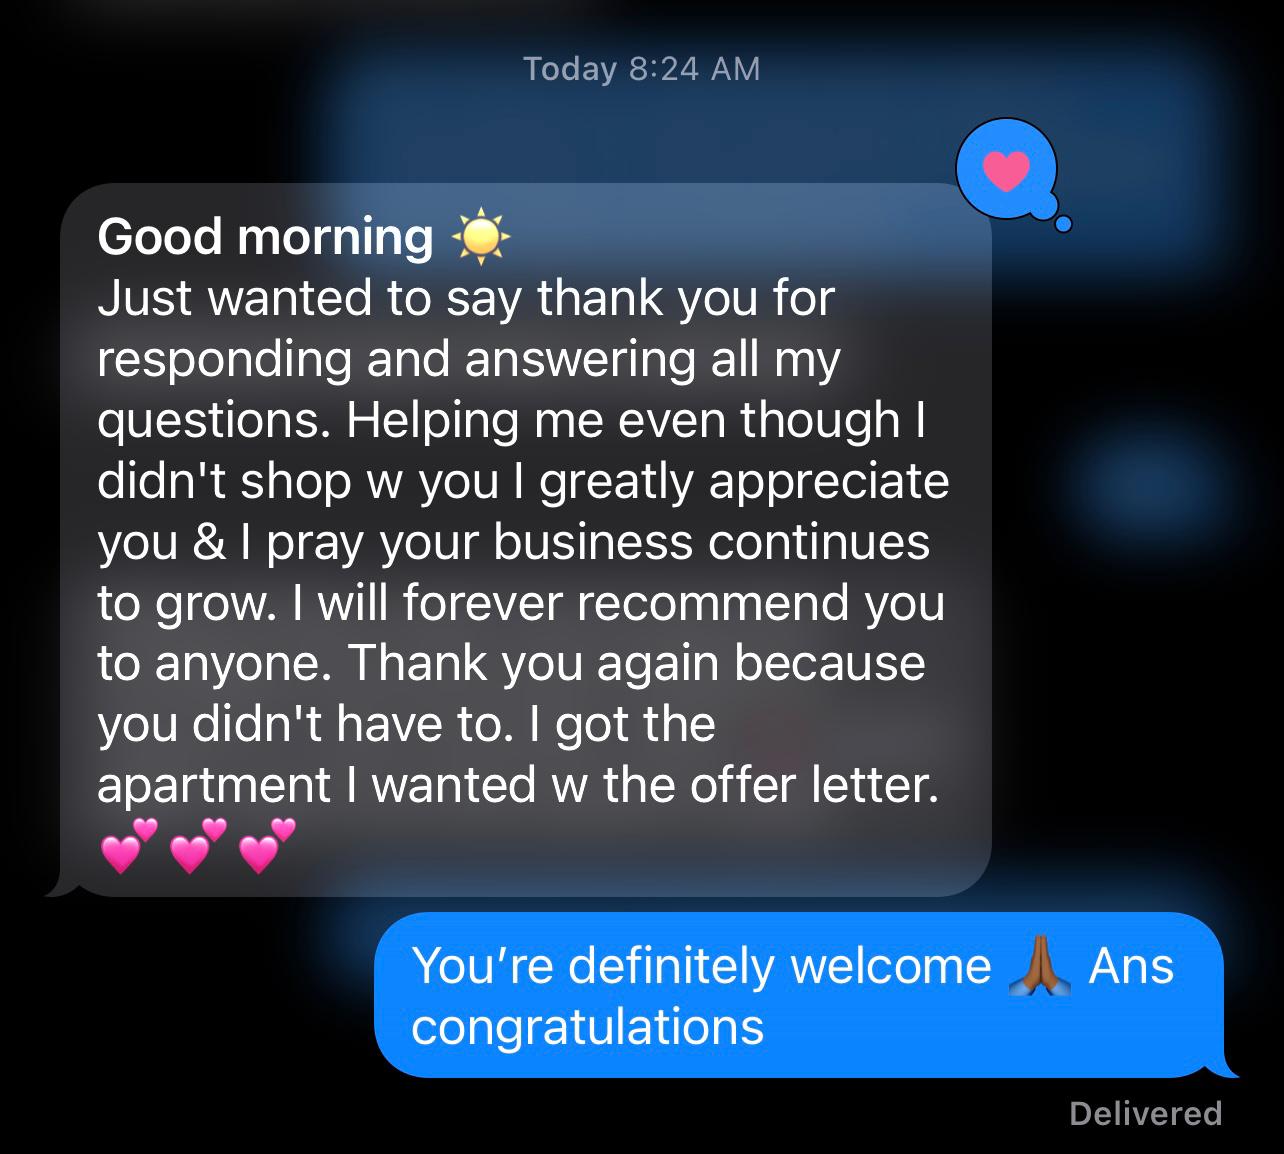 Today 8:24 AM
Good morning ☀️
Just wanted to say thank you for
responding and answering all my
questions. Helping me even though I
didn't shop w you I greatly appreciate
you & I pray your business continues
to grow. I will forever recommend you
to anyone. Thank you again because
you didn't have to. I got the
apartment I wanted w the offer letter.
💕💕💕
You’re definitely welcome 🙏🏾 Ans
congratulations
Delivered